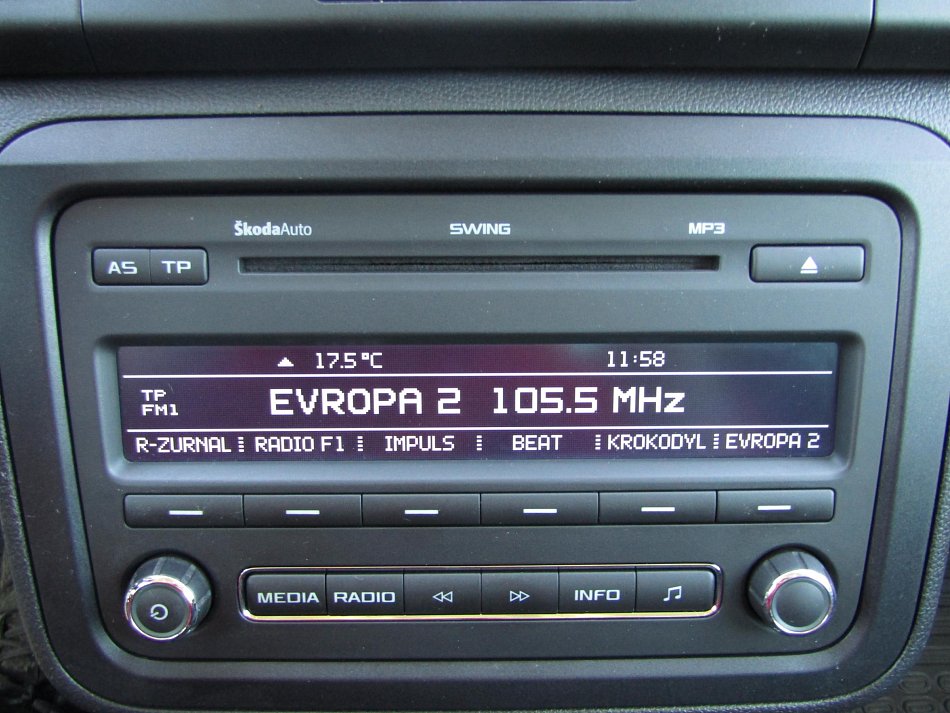 ŠkodaAuto SWING MP3
AS TP
17.5°C 11:58
TP
FM1
EVROPA 2 105.5 MHz
R-ZURNAL RADIO F1 IMPULS BEAT KROKODYL EVROPA 2
MEDIA RADIO INFO